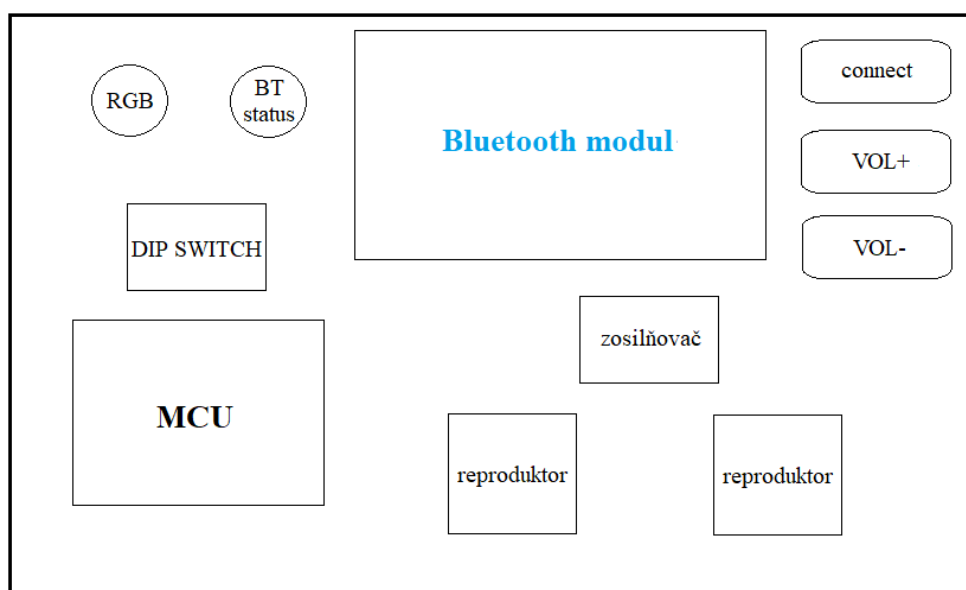 RGB
BT
status
Bluetooth modul
connect
VOL+
VOL-
DIP SWITCH
zosilňovač
MCU
reproduktor
reproduktor